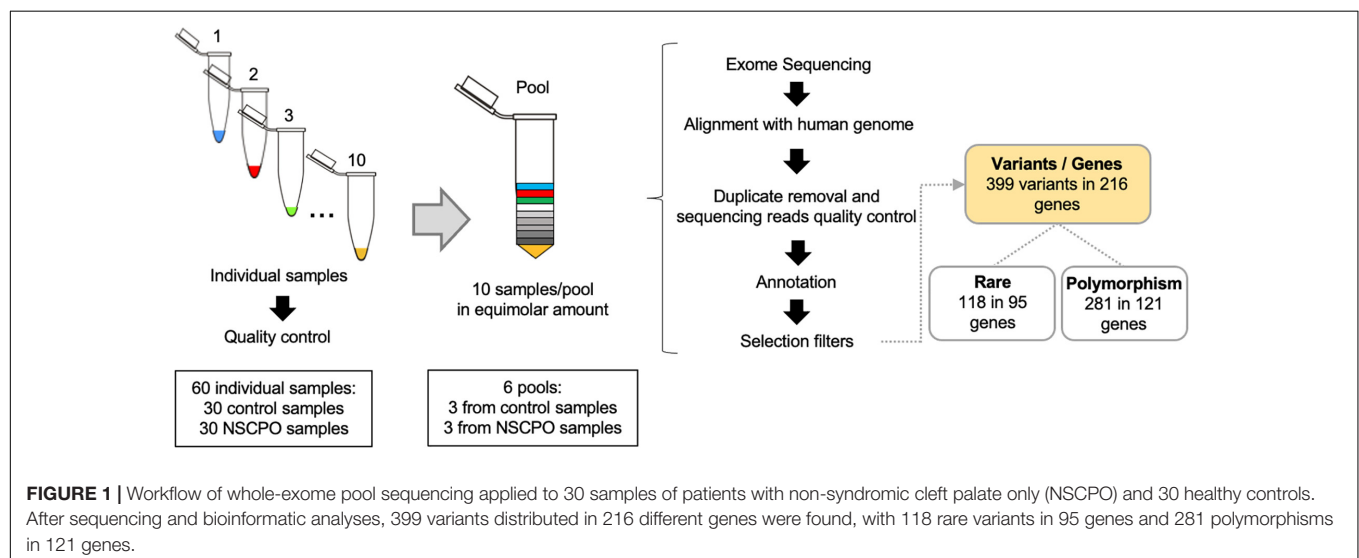 1
2
3
10
...
Individual samples
Quality control
60 individual samples:
30 control samples
30 NSCPO samples
Pool
10 samples/pool
in equimolar amount
6 pools:
3 from control samples
3 from NSCPO samples
Exome Sequencing
Alignment with human genome
Duplicate removal and
sequencing reads quality control
Annotation
Selection filters
Variants / Genes
399 variants in 216
genes
Rare
118 in 95
genes
Polymorphism
281 in 121
genes
FIGURE 1 | Workflow of whole-exome pool sequencing applied to 30 samples of patients with non-syndromic cleft palate only (NSCPO) and 30 healthy controls.
After sequencing and bioinformatic analyses, 399 variants distributed in 216 different genes were found, with 118 rare variants in 95 genes and 281 polymorphisms
in 121 genes.